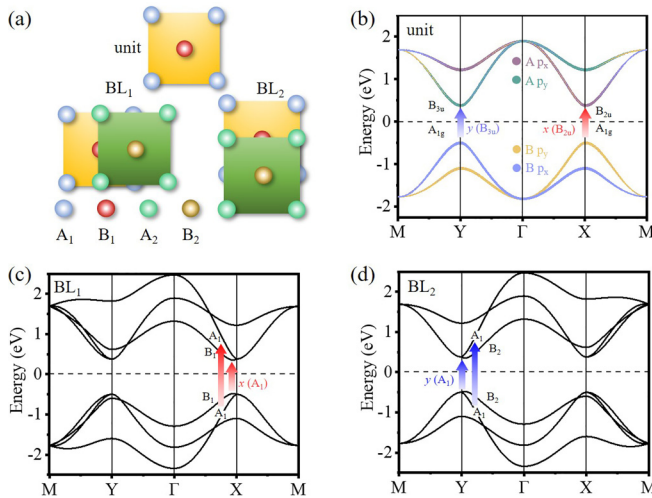 (a)
unit
BL₁
BL₂
A₁ B₁ A₂ B₂
(b)
unit
Energy (eV)
2
1
0
-1
-2
A pₓ
A pᵧ
B₃ᵤ
B₂ᵤ
A₁g
y (B₃ᵤ)
x (B₂ᵤ)
A₁g
B pᵧ
B pₓ
M Y Γ X M
(c)
BL₁
Energy (eV)
2
1
0
-1
-2
A₁
B₁
x (A₁)
B₁
A₁
M Y Γ X M
(d)
BL₂
Energy (eV)
2
1
0
-1
-2
A₁
B₂
y (A₁)
B₂
A₁
M Y Γ X M